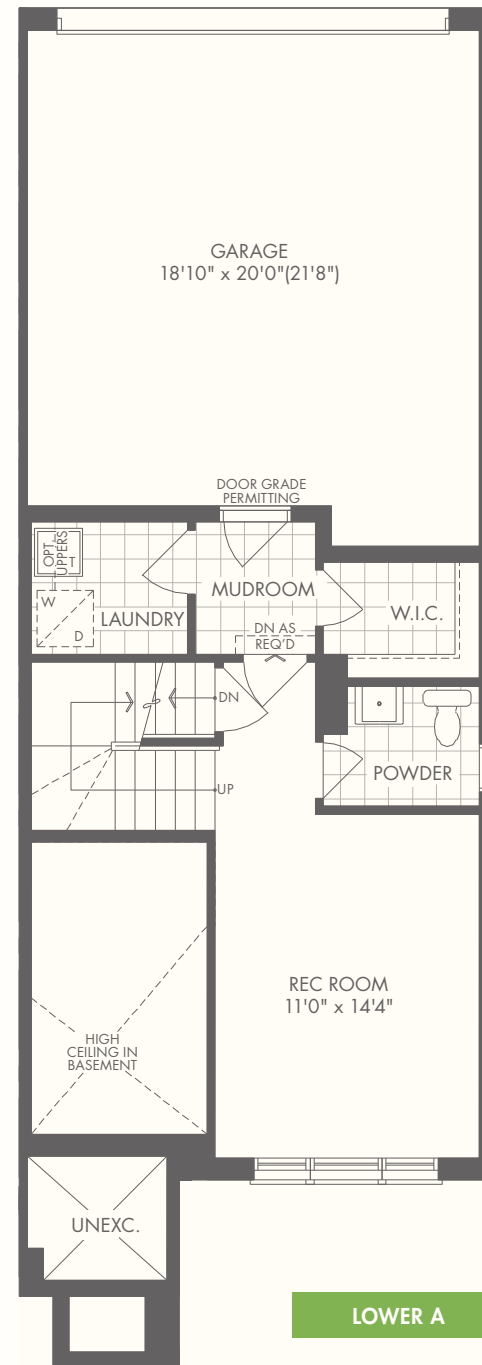 GARAGE
18'10" x 20'0"(21'8")
DOOR GRADE
PERMITTING
OPT.
UPPERS
T
W
D
LAUNDRY
MUDROOM
W.I.C.
DN AS
REQ'D
DN
UP
POWDER
REC ROOM
11'0" x 14'4"
HIGH
CEILING IN
BASEMENT
UNEXC.
LOWER A